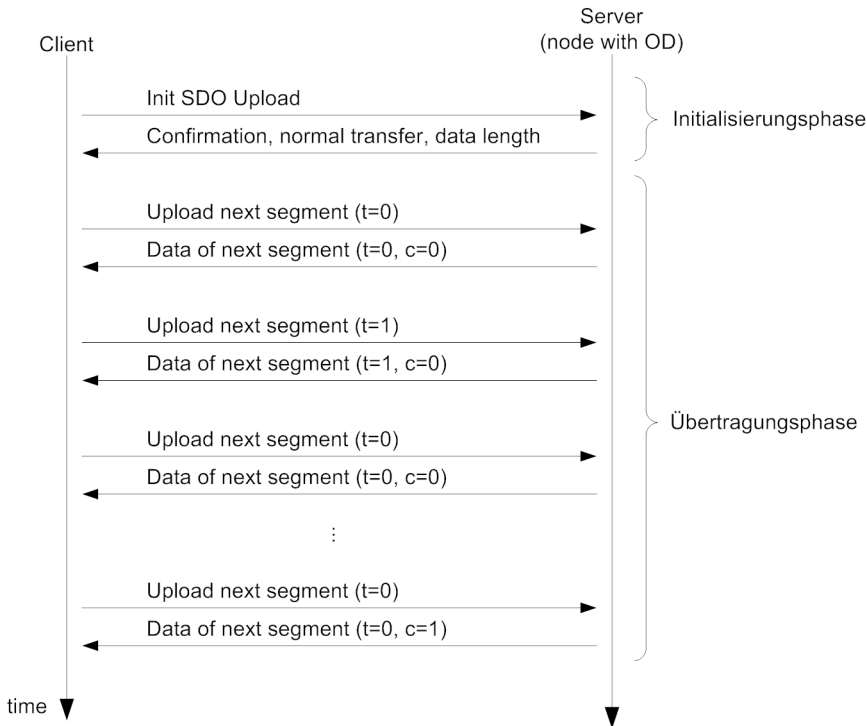 Server
(node with OD)
Client
Init SDO Upload
Confirmation, normal transfer, data length
Initialisierungsphase
Upload next segment (t=0)
Data of next segment (t=0, c=0)
Upload next segment (t=1)
Data of next segment (t=1, c=0)
Übertragungsphase
Upload next segment (t=0)
Data of next segment (t=0, c=0)
⋮
Upload next segment (t=0)
Data of next segment (t=0, c=1)
time